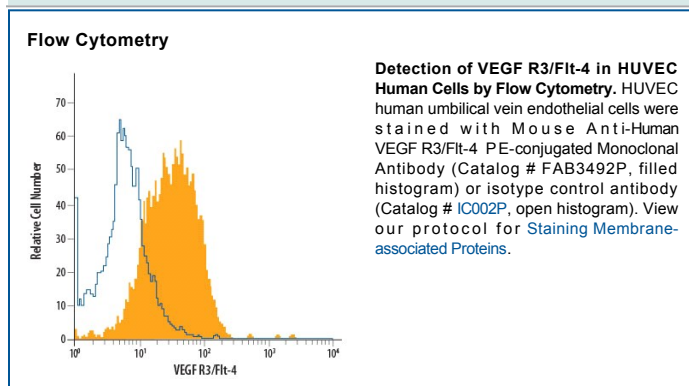 Flow Cytometry
Detection of VEGF R3/Flt-4 in HUVEC
Human Cells by Flow Cytometry. HUVEC
human umbilical vein endothelial cells were
stained with Mouse Anti-Human
VEGF R3/Flt-4 PE-conjugated Monoclonal
Antibody (Catalog # FAB3492P, filled
histogram) or isotype control antibody
(Catalog # IC002P, open histogram). View
our protocol for Staining Membrane-
associated Proteins.
Relative Cell Number
70
60
50
40
30
20
10
0
10⁰ 10¹ 10² 10³ 10⁴
VEGF R3/Flt-4